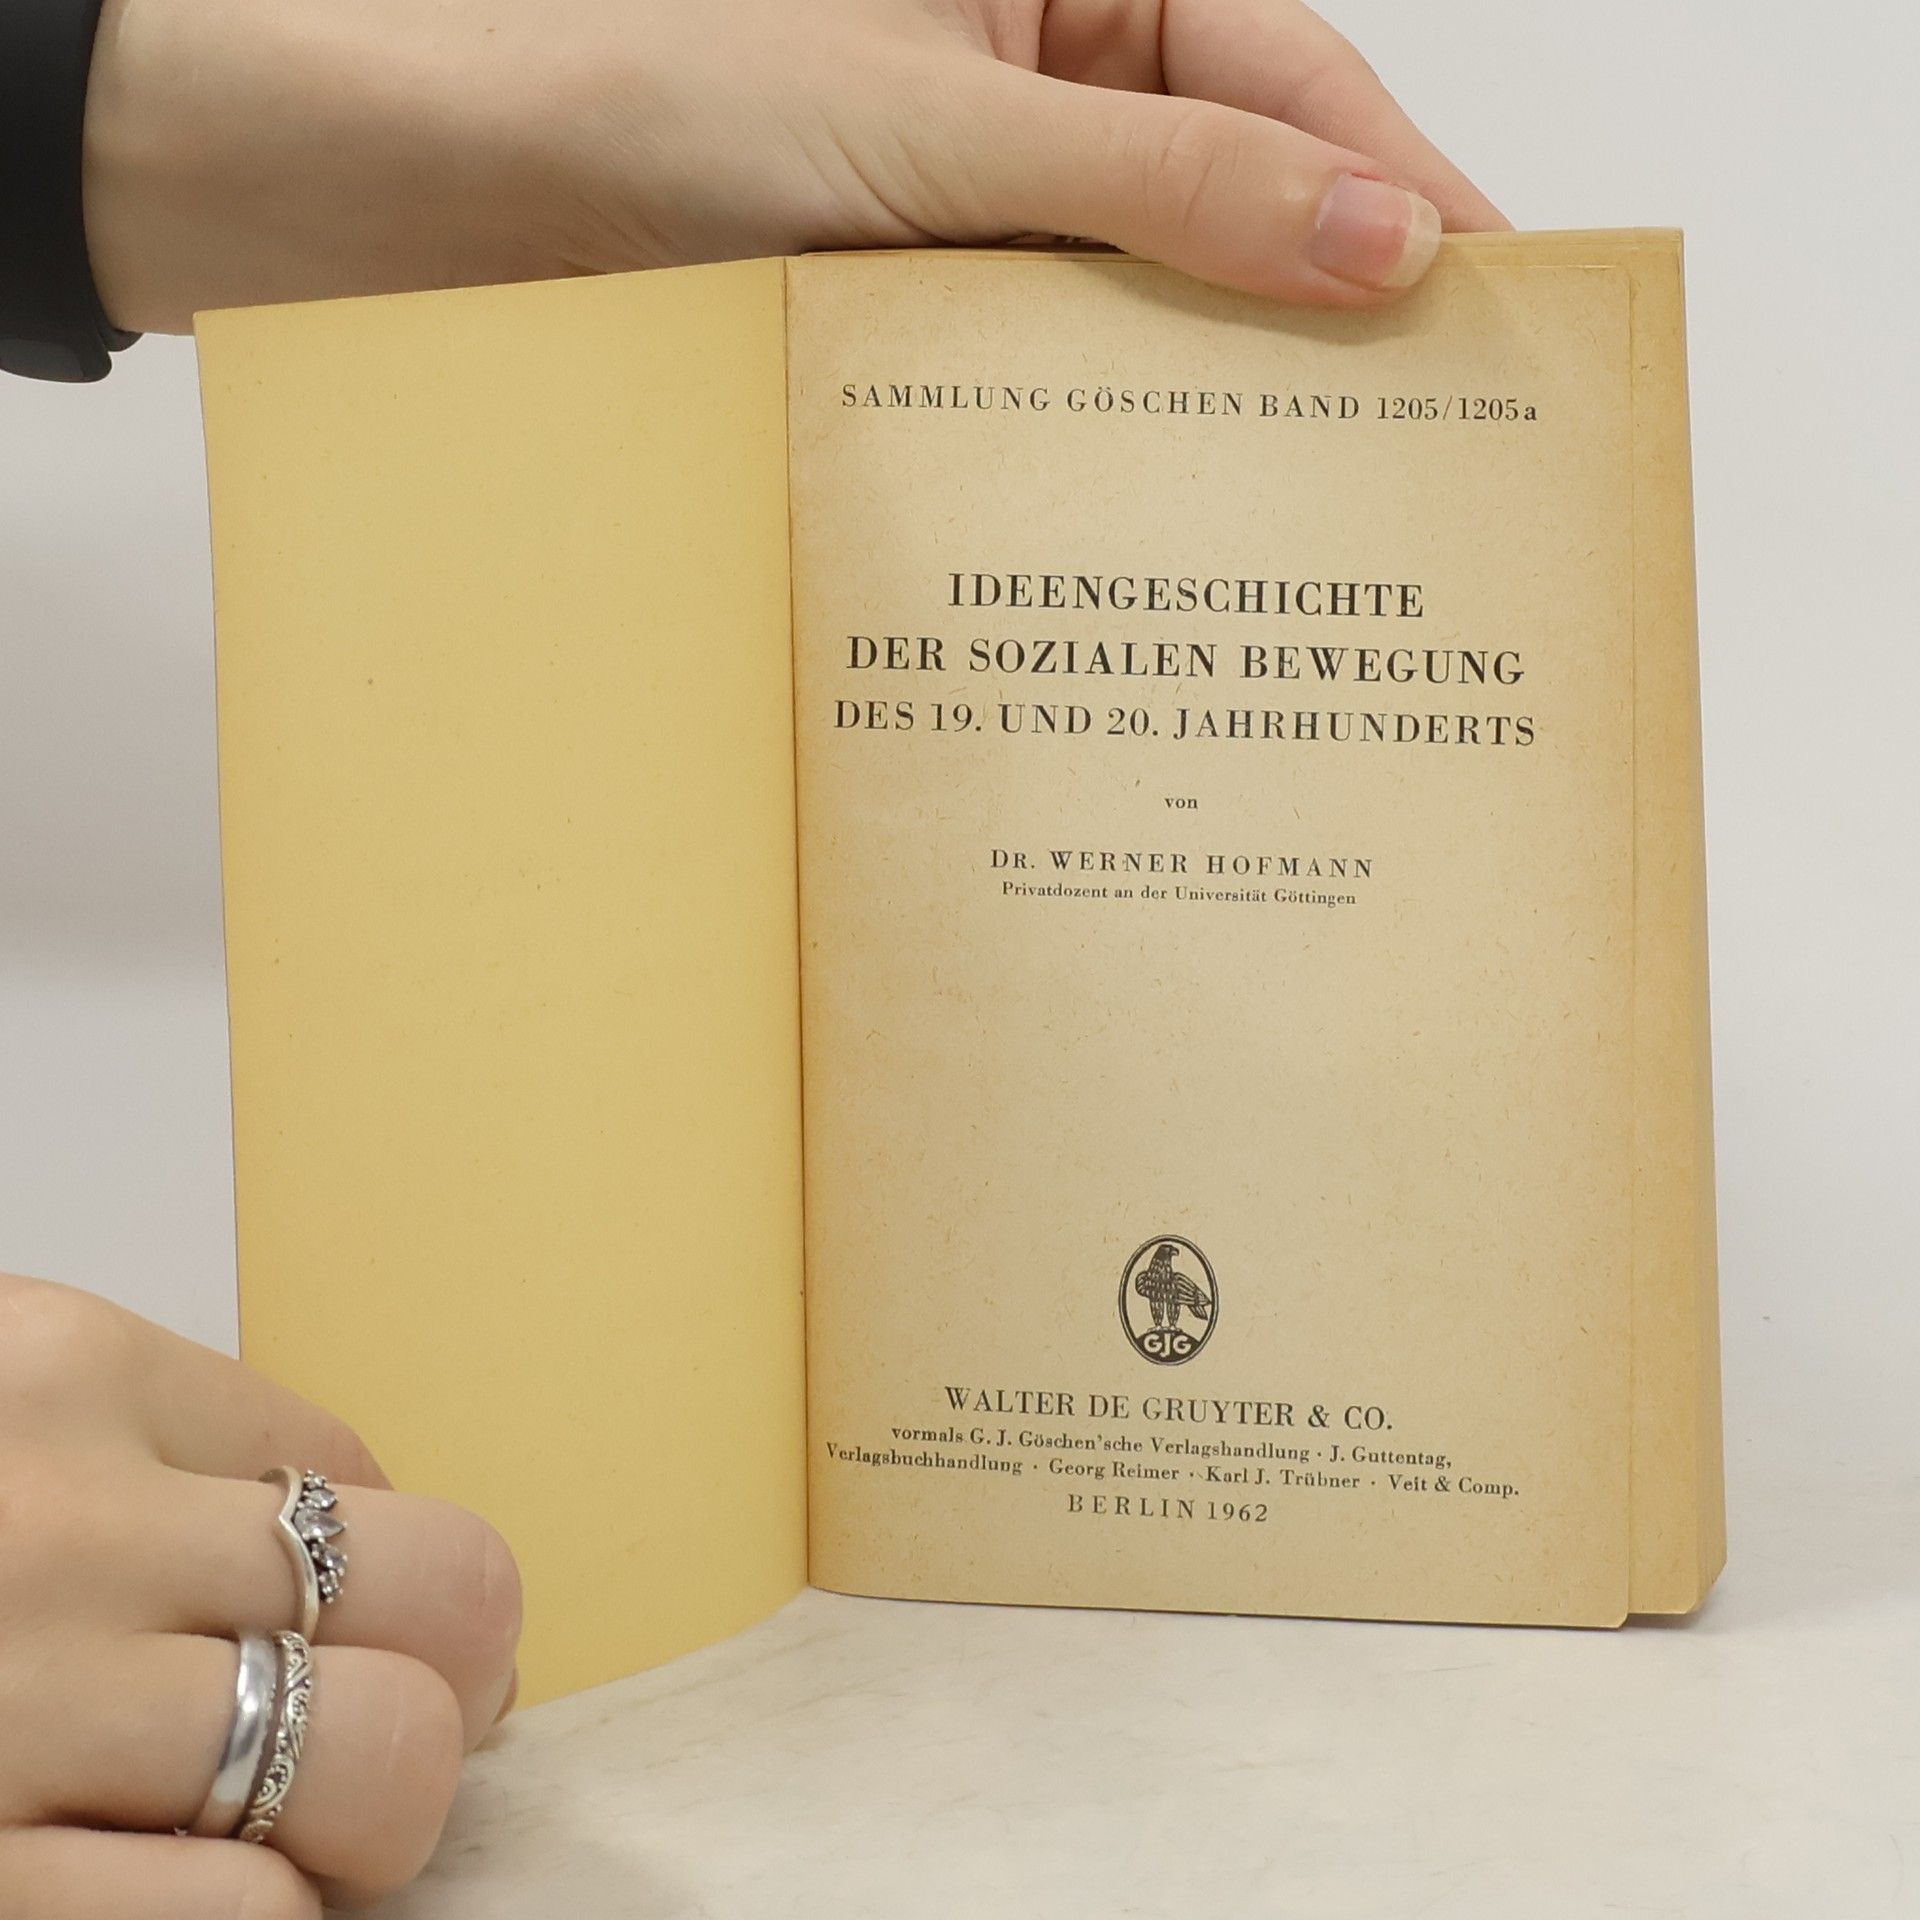 SAMMLUNG GÖSCHEN BAND 1205/1205a
IDEENGESCHICHTE
DER SOZIALEN BEWEGUNG
DES 19. UND 20. JAHRHUNDERTS
von
DR. WERNER HOFMANN
Privatdozent an der Universität Göttingen
GJG
WALTER DE GRUYTER & CO.
vormals G. J. Göschen'sche Verlagshandlung · J. Guttentag,
Verlagsbuchhandlung · Georg Reimer · Karl J. Trübner · Veit & Comp.
BERLIN 1962